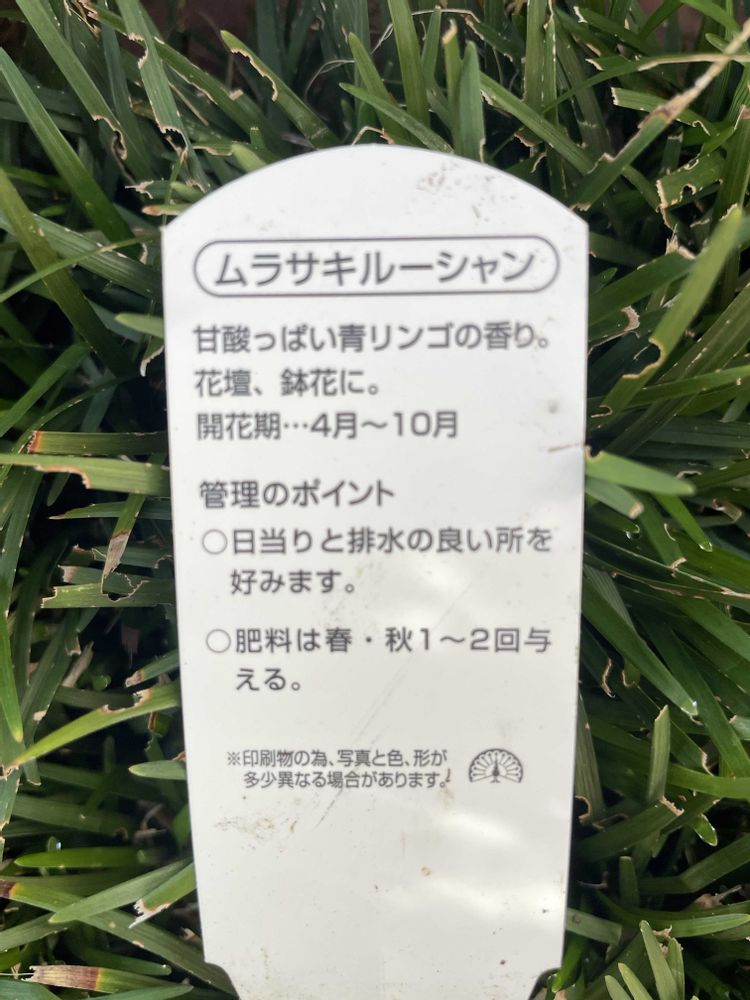 ムラサキルーシャン
甘酸っぱい青リンゴの香り。
花壇、鉢花に。
開花期…4月〜10月
管理のポイント
○日当りと排水の良い所を
好みます。
○肥料は春・秋1〜2回与
える。
※印刷物の為、写真と色、形が
多少異なる場合があります。